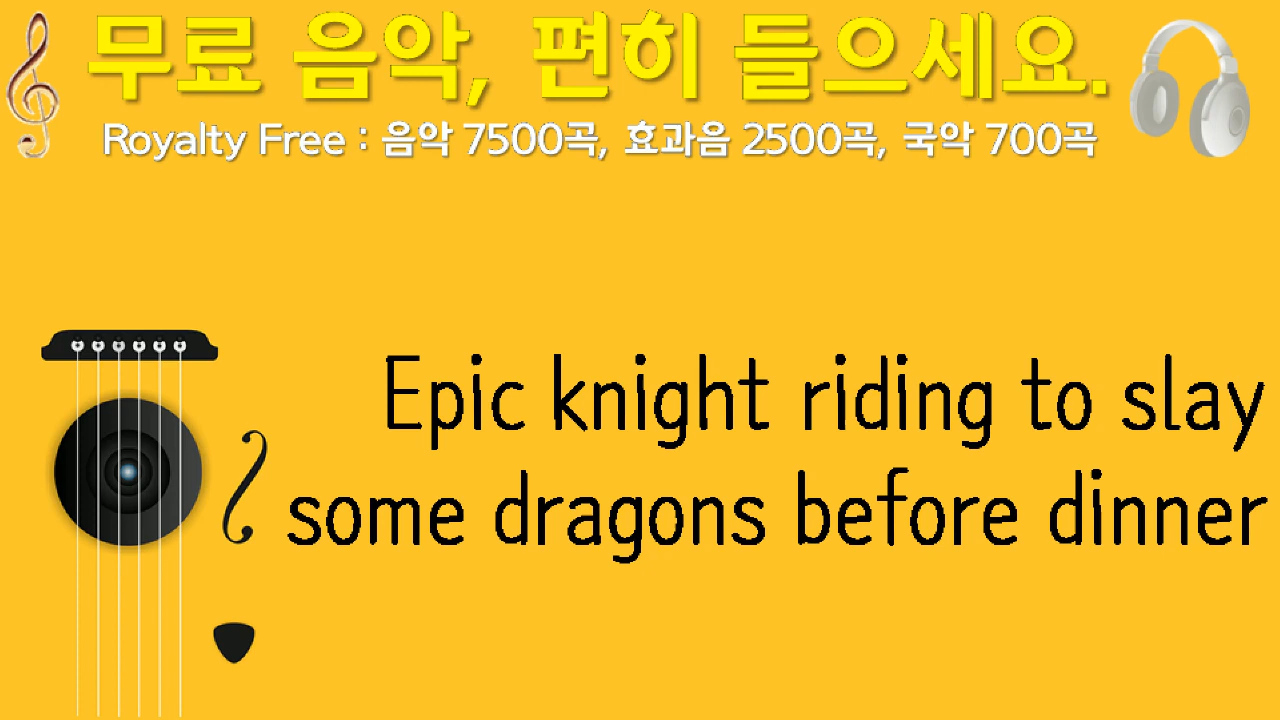 무료 음악, 편히 들으세요.
Royalty Free : 음악 7500곡, 효과음 2500곡, 국악 700곡
Epic knight riding to slay
some dragons before dinner